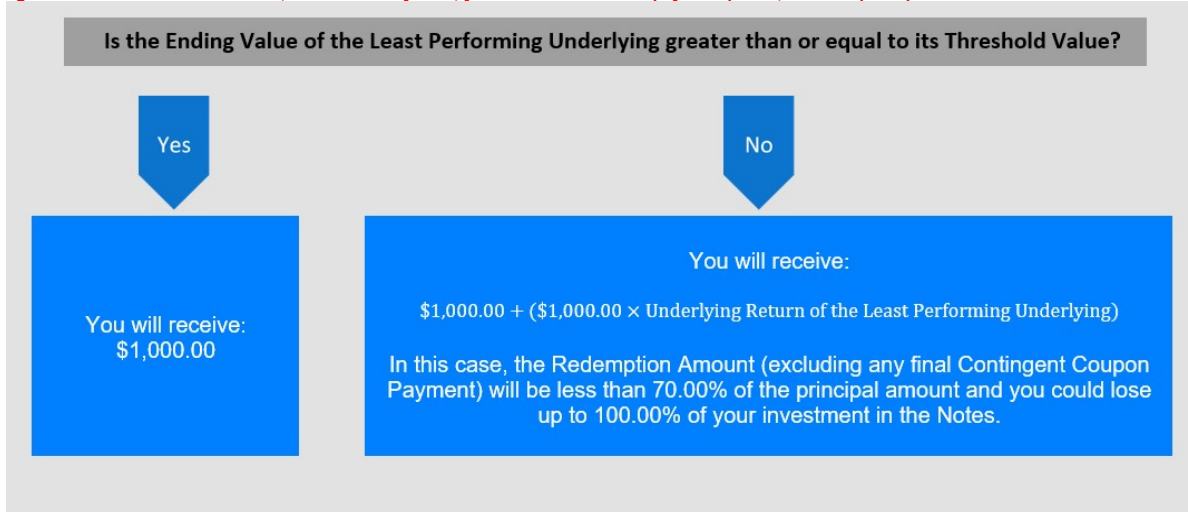 Is the Ending Value of the Least Performing Underlying greater than or equal to its Threshold Value?
Yes
No
You will receive:
$1,000.00
You will receive:
$1,000.00 + ($1,000.00 × Underlying Return of the Least Performing Underlying)
In this case, the Redemption Amount (excluding any final Contingent Coupon
Payment) will be less than 70.00% of the principal amount and you could lose
up to 100.00% of your investment in the Notes.